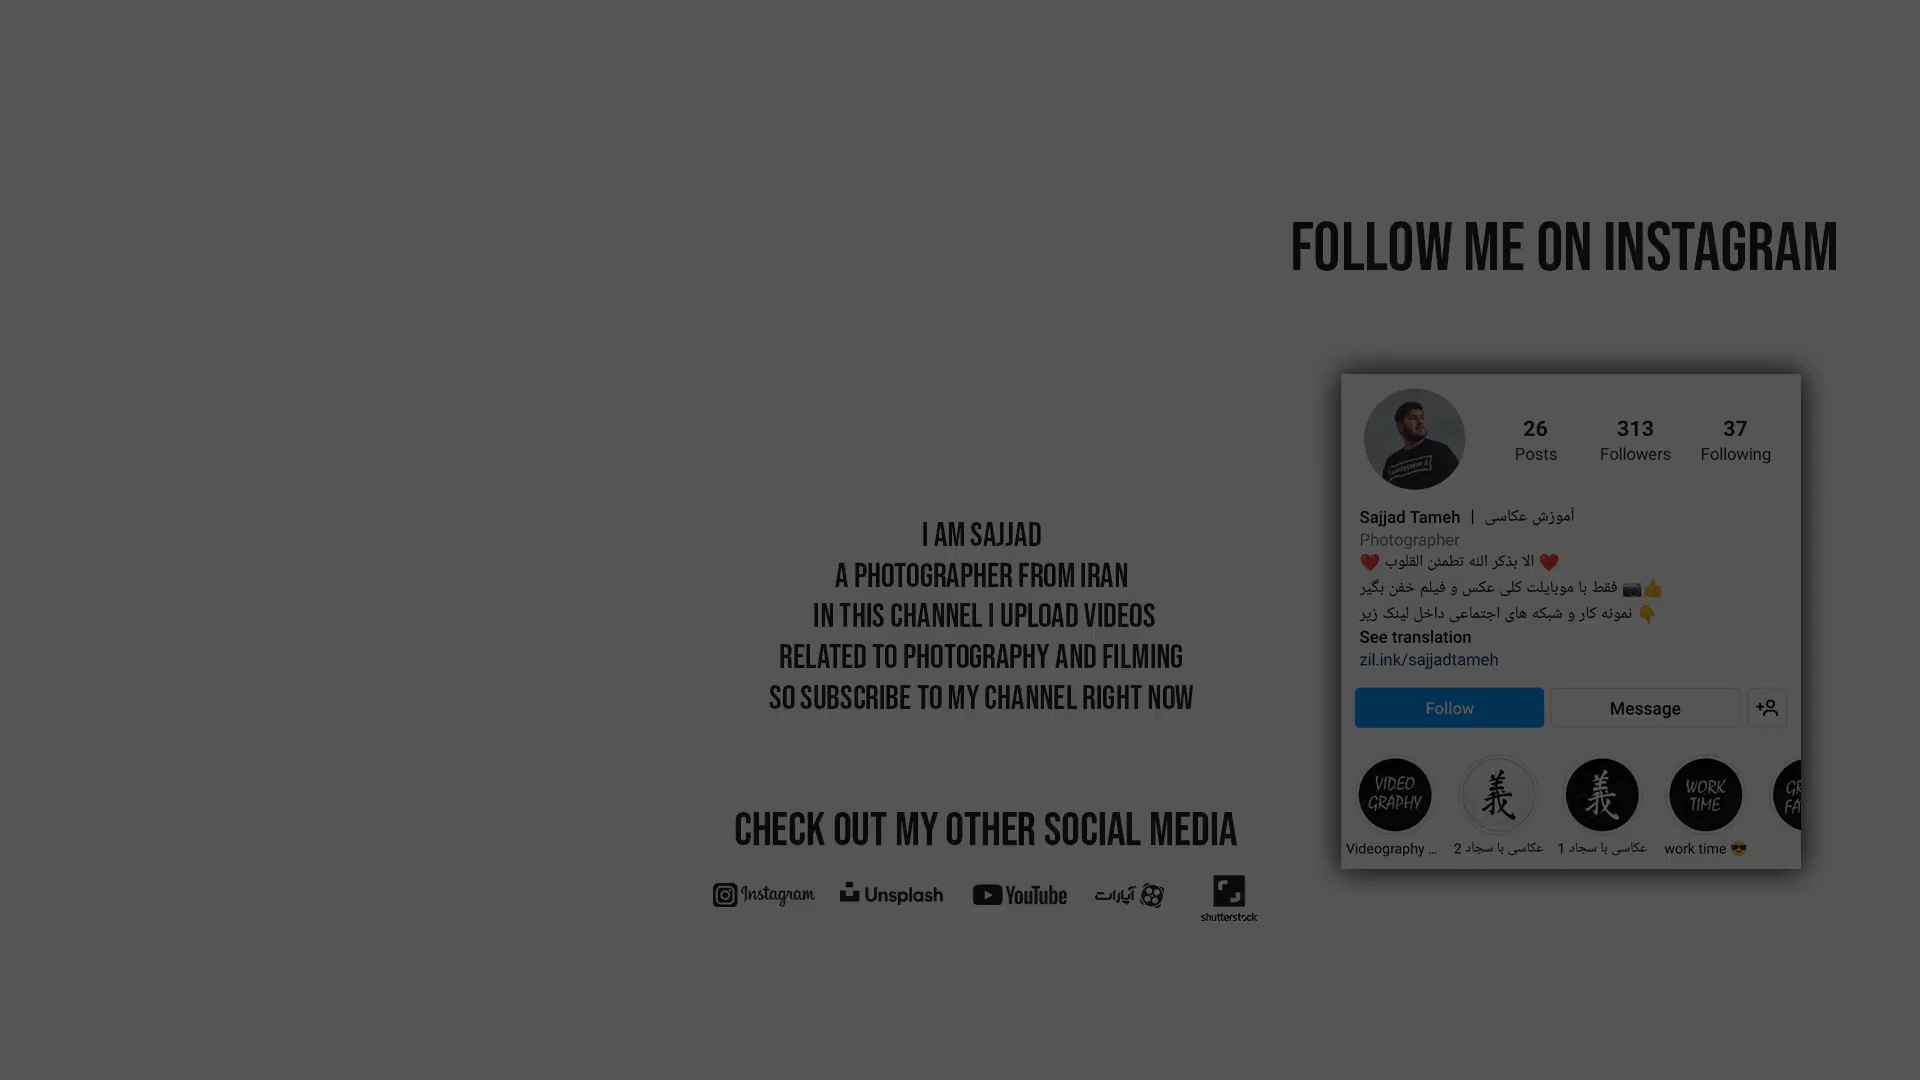 FOLLOW ME ON INSTAGRAM
26 313 37
Posts Followers Following
Sajjad Tameh | آموزش عکاسی
Photographer
❤️ الا بذكر الله تطمئن القلوب ❤️
فقط با موبایلت کلی عکس و فیلم خفن بگیر 📷👍
نمونه کار و شبکه های اجتماعی داخل لینک زیر 👇
See translation
zil.ink/sajjadtameh
Follow Message
VIDEO GRAPHY 義 義 WORK TIME
Videography ... عکاسی با سجاد 2 عکاسی با سجاد 1 work time 😎
I AM SAJJAD
A PHOTOGRAPHER FROM IRAN
IN THIS CHANNEL I UPLOAD VIDEOS
RELATED TO PHOTOGRAPHY AND FILMING
SO SUBSCRIBE TO MY CHANNEL RIGHT NOW
CHECK OUT MY OTHER SOCIAL MEDIA
Instagram Unsplash YouTube آپارات shutterstock